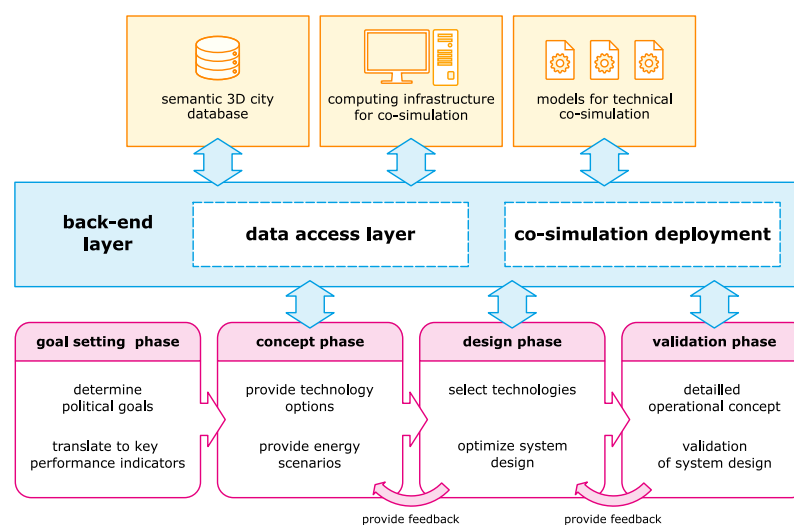 semantic 3D city
database
computing infrastructure
for co-simulation
models for technical
co-simulation
back-end
layer
data access layer
co-simulation deployment
goal setting phase
determine
political goals
translate to key
performance indicators
concept phase
provide technology
options
provide energy
scenarios
design phase
select technologies
optimize system
design
validation phase
detailled
operational concept
validation
of system design
provide feedback
provide feedback